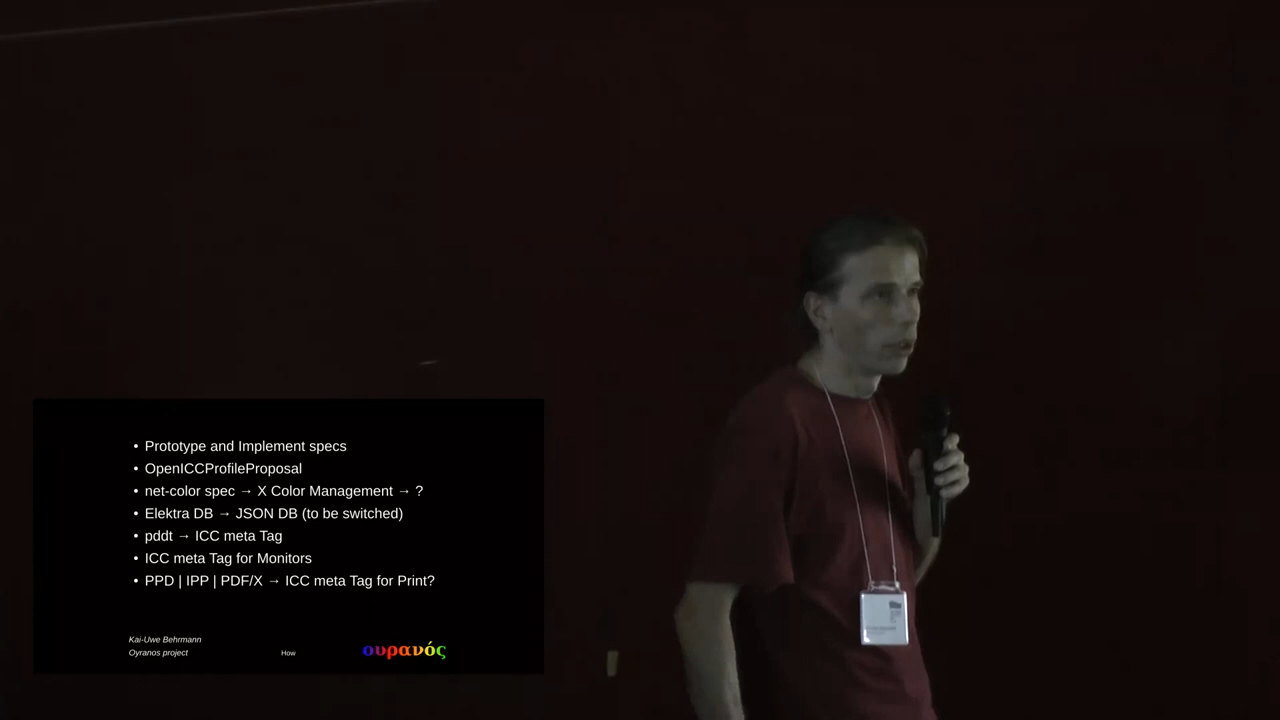 • Prototype and Implement specs
• OpenICCProfileProposal
• net-color spec → X Color Management → ?
• Elektra DB → JSON DB (to be switched)
• pddt → ICC meta Tag
• ICC meta Tag for Monitors
• PPD | IPP | PDF/X → ICC meta Tag for Print?
Kai-Uwe Behrmann
Oyranos project
How
ουρανός